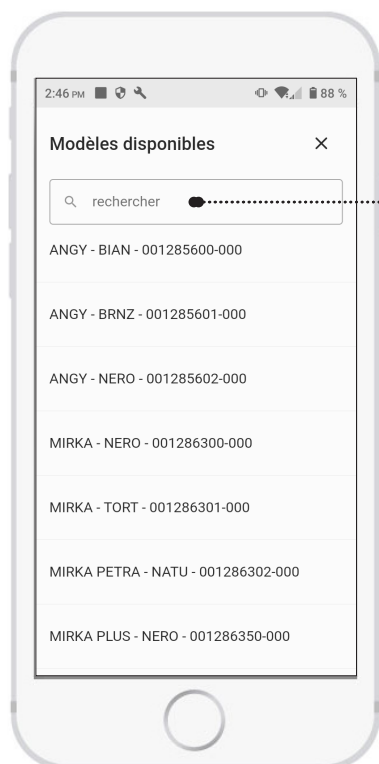 2:46 PM 88 %
Modèles disponibles
rechercher
ANGY - BIAN - 001285600-000
ANGY - BRNZ - 001285601-000
ANGY - NERO - 001285602-000
MIRKA - NERO - 001286300-000
MIRKA - TORT - 001286301-000
MIRKA PETRA - NATU - 001286302-000
MIRKA PLUS - NERO - 001286350-000